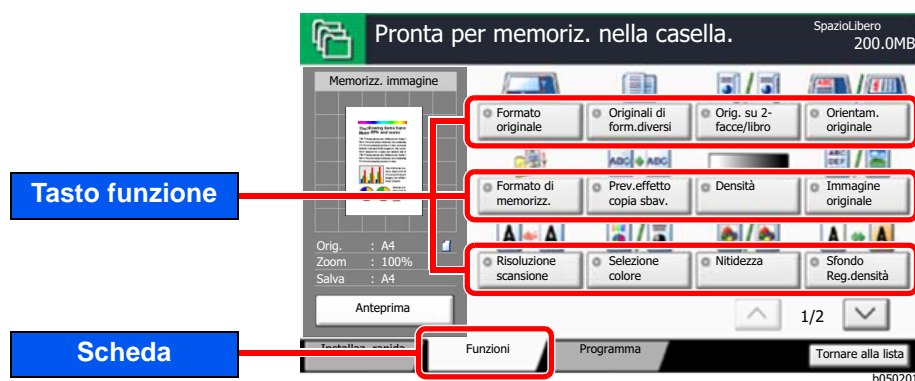 Pronta per memoriz. nella casella.
SpazioLibero
200.0MB
Memorizz. immagine
Formato
originale
Originali di
form.diversi
Orig. su 2-
facce/libro
Orientam.
originale
Tasto funzione
Formato di
memorizz.
Prev.effetto
copia sbav.
Densità
Immagine
originale
Orig. : A4
Zoom : 100%
Salva : A4
Risoluzione
scansione
Selezione
colore
Nitidezza
Sfondo
Reg.densità
Anteprima
1/2
Scheda
Installaz. rapida
Funzioni
Programma
Tornare alla lista
b050201